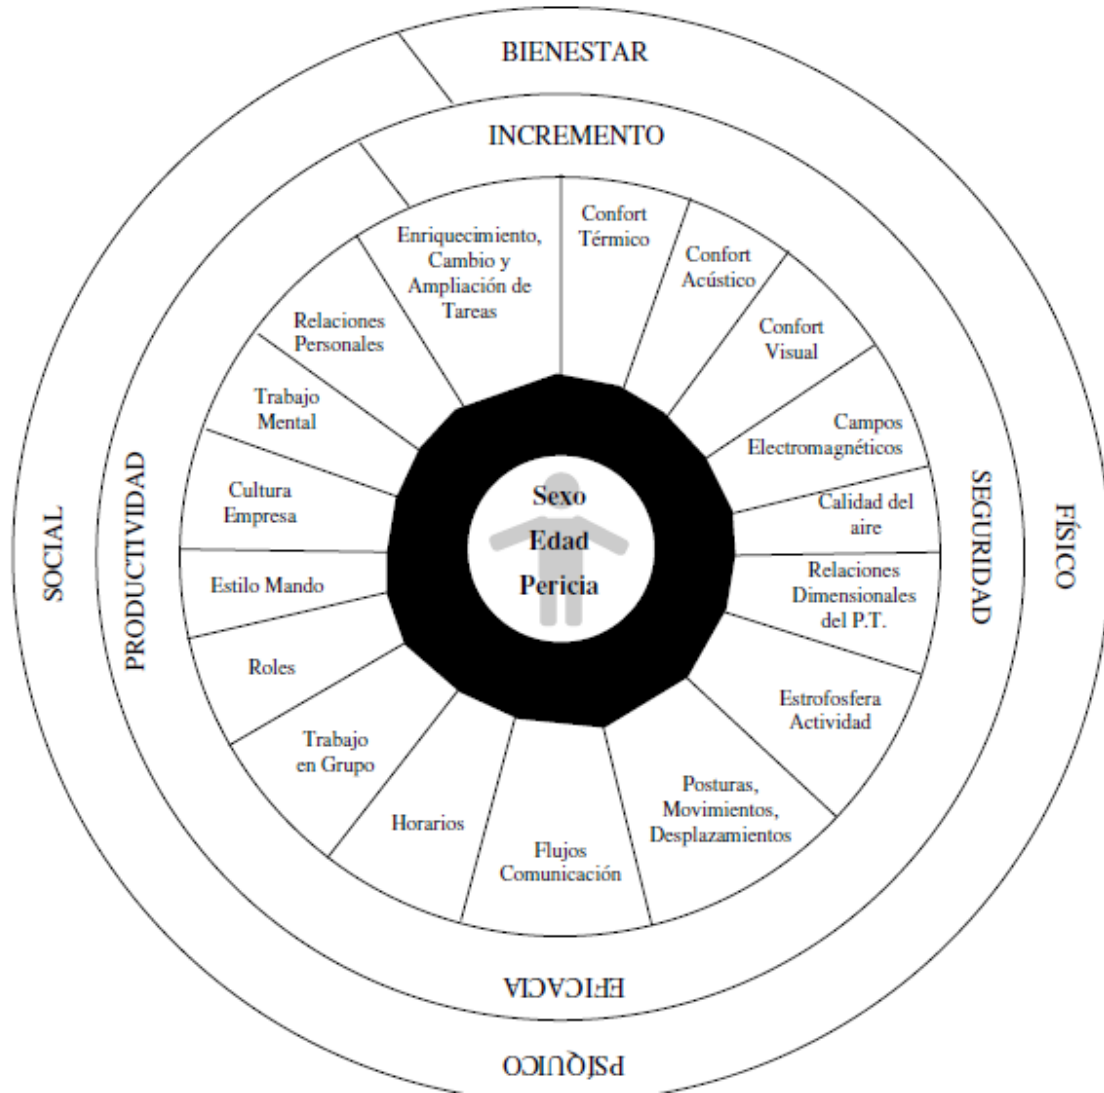 BIENESTAR
INCREMENTO
Confort
Térmico
Confort
Acústico
Confort
Visual
Campos
Electromagnéticos
Calidad del
aire
Relaciones
Dimensionales
del P.T.
Estrofosfera
Actividad
Posturas,
Movimientos,
Desplazamientos
Flujos
Comunicación
Horarios
Trabajo
en Grupo
Roles
Estilo Mando
Cultura
Empresa
Trabajo
Mental
Relaciones
Personales
Enriquecimiento,
Cambio y
Ampliación de
Tareas
Sexo
Edad
Pericia
SEGURIDAD
FÍSICO
EFICACIA
PSÍQUICO
PRODUCTIVIDAD
SOCIAL